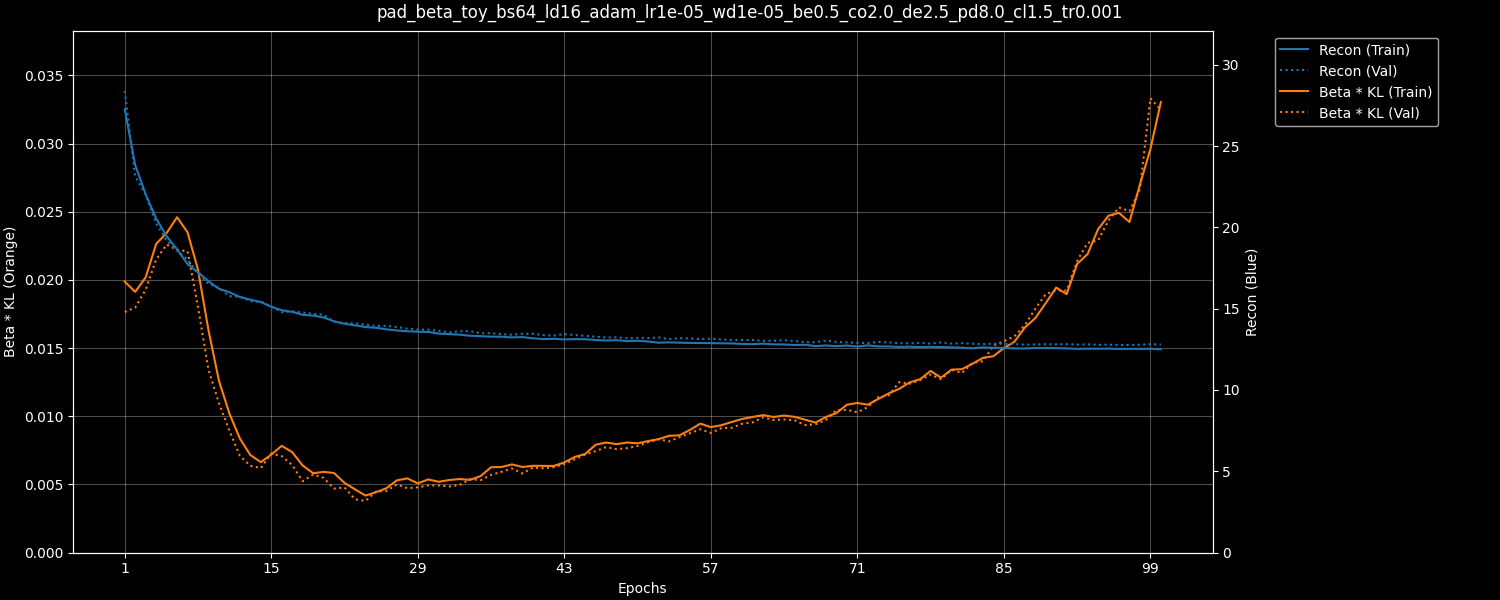 pad_beta_toy_bs64_ld16_adam_lr1e-05_wd1e-05_be0.5_co2.0_de2.5_pd8.0_cl1.5_tr0.001
Recon (Train)
Recon (Val)
Beta * KL (Train)
Beta * KL (Val)
Beta * KL (Orange)
0.035
0.030
0.025
0.020
0.015
0.010
0.005
0.000
30
25
20
15
10
5
0
Recon (Blue)
1 15 29 43 57 71 85 99
Epochs